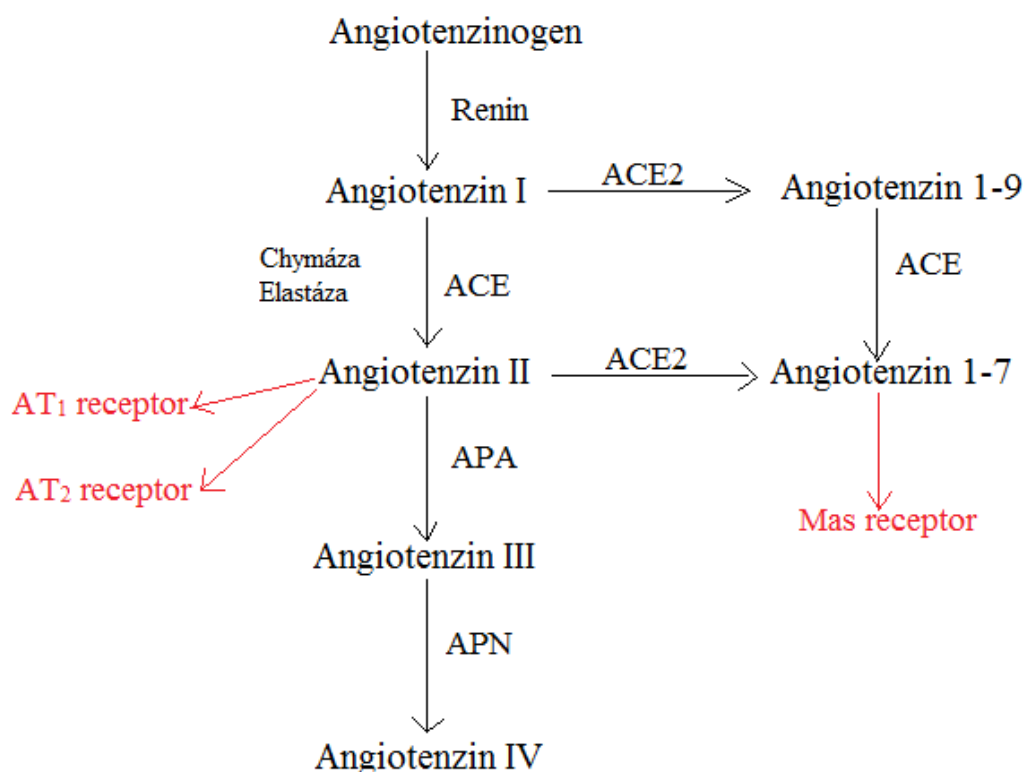 Angiotenzinogen
Renin
Angiotenzin I
ACE2
Angiotenzin 1-9
Chymáza
Elastáza
ACE
ACE
Angiotenzin II
ACE2
Angiotenzin 1-7
AT1 receptor
AT2 receptor
APA
Mas receptor
Angiotenzin III
APN
Angiotenzin IV